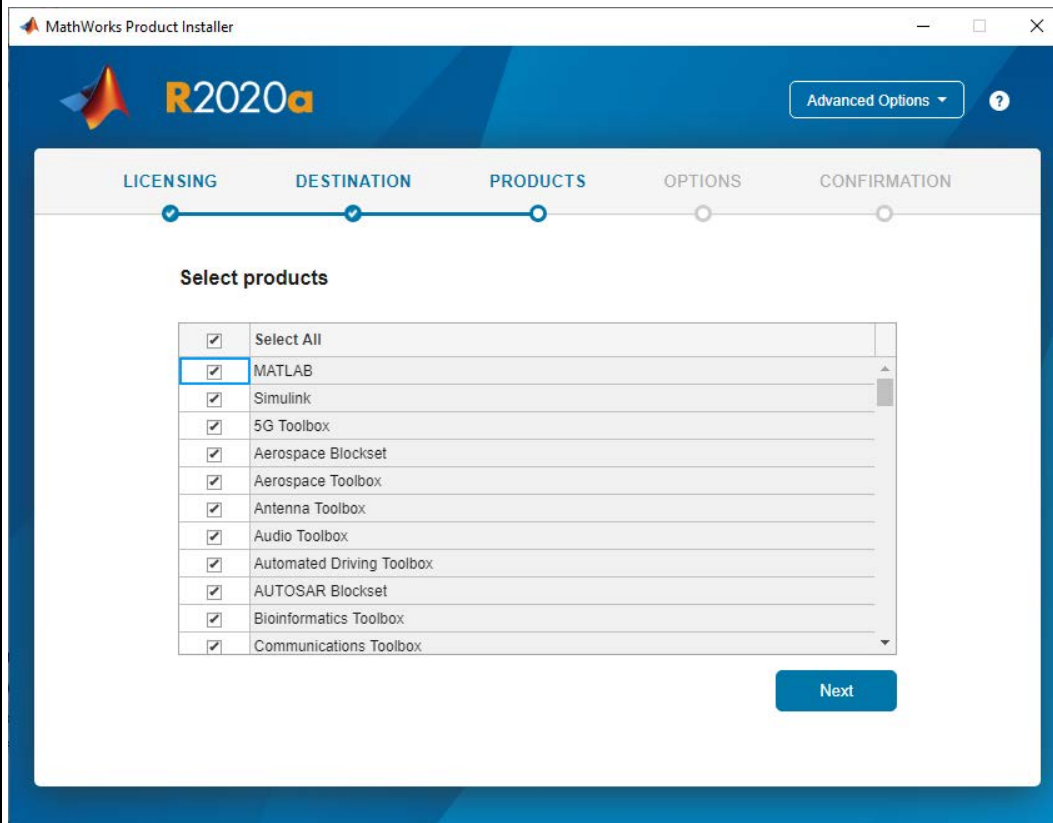 MathWorks Product Installer
R2020a
Advanced Options
?
LICENSING DESTINATION PRODUCTS OPTIONS CONFIRMATION
Select products
Select All
MATLAB
Simulink
5G Toolbox
Aerospace Blockset
Aerospace Toolbox
Antenna Toolbox
Audio Toolbox
Automated Driving Toolbox
AUTOSAR Blockset
Bioinformatics Toolbox
Communications Toolbox
Next